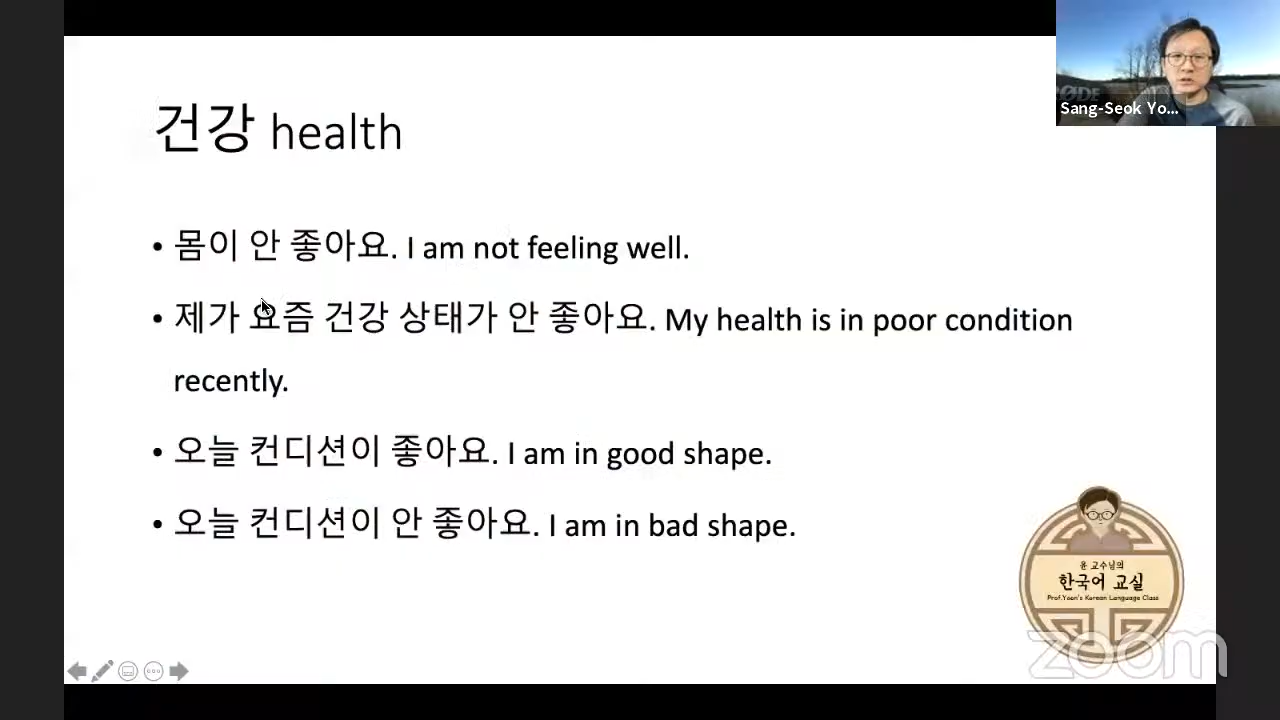 Sang-Seok Yo...
건강 health
• 몸이 안 좋아요. I am not feeling well.
• 제가 요즘 건강 상태가 안 좋아요. My health is in poor condition
recently.
• 오늘 컨디션이 좋아요. I am in good shape.
• 오늘 컨디션이 안 좋아요. I am in bad shape.
윤 교수님의
한국어 교실
Prof.Yoon's Korean Language Class
zoom